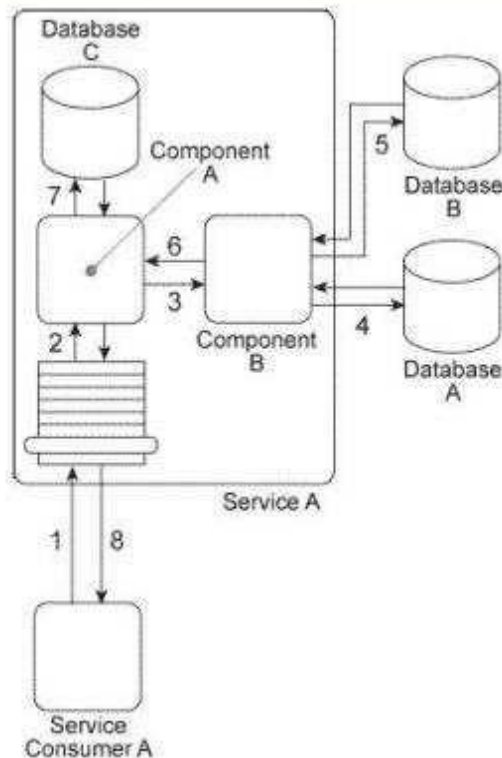 Database
C
Component
A
7
5
Database
B
6
3
Component
B
4
Database
A
2
Service A
1
8
Service
Consumer A